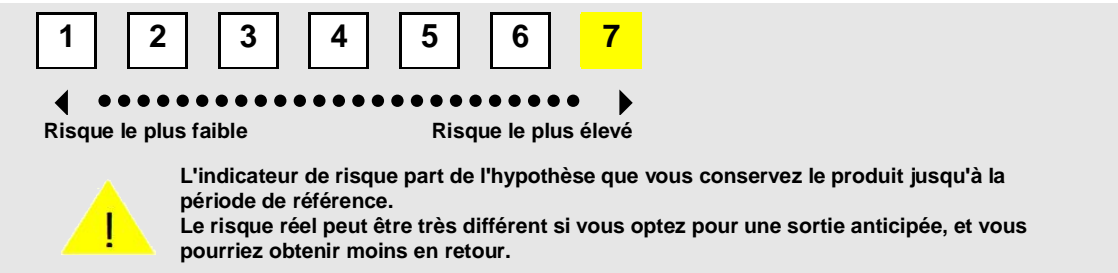 1 2 3 4 5 6 7
Risque le plus faible Risque le plus élevé
L'indicateur de risque part de l'hypothèse que vous conservez le produit jusqu'à la
période de référence.
!
Le risque réel peut être très différent si vous optez pour une sortie anticipée, et vous
pourriez obtenir moins en retour.